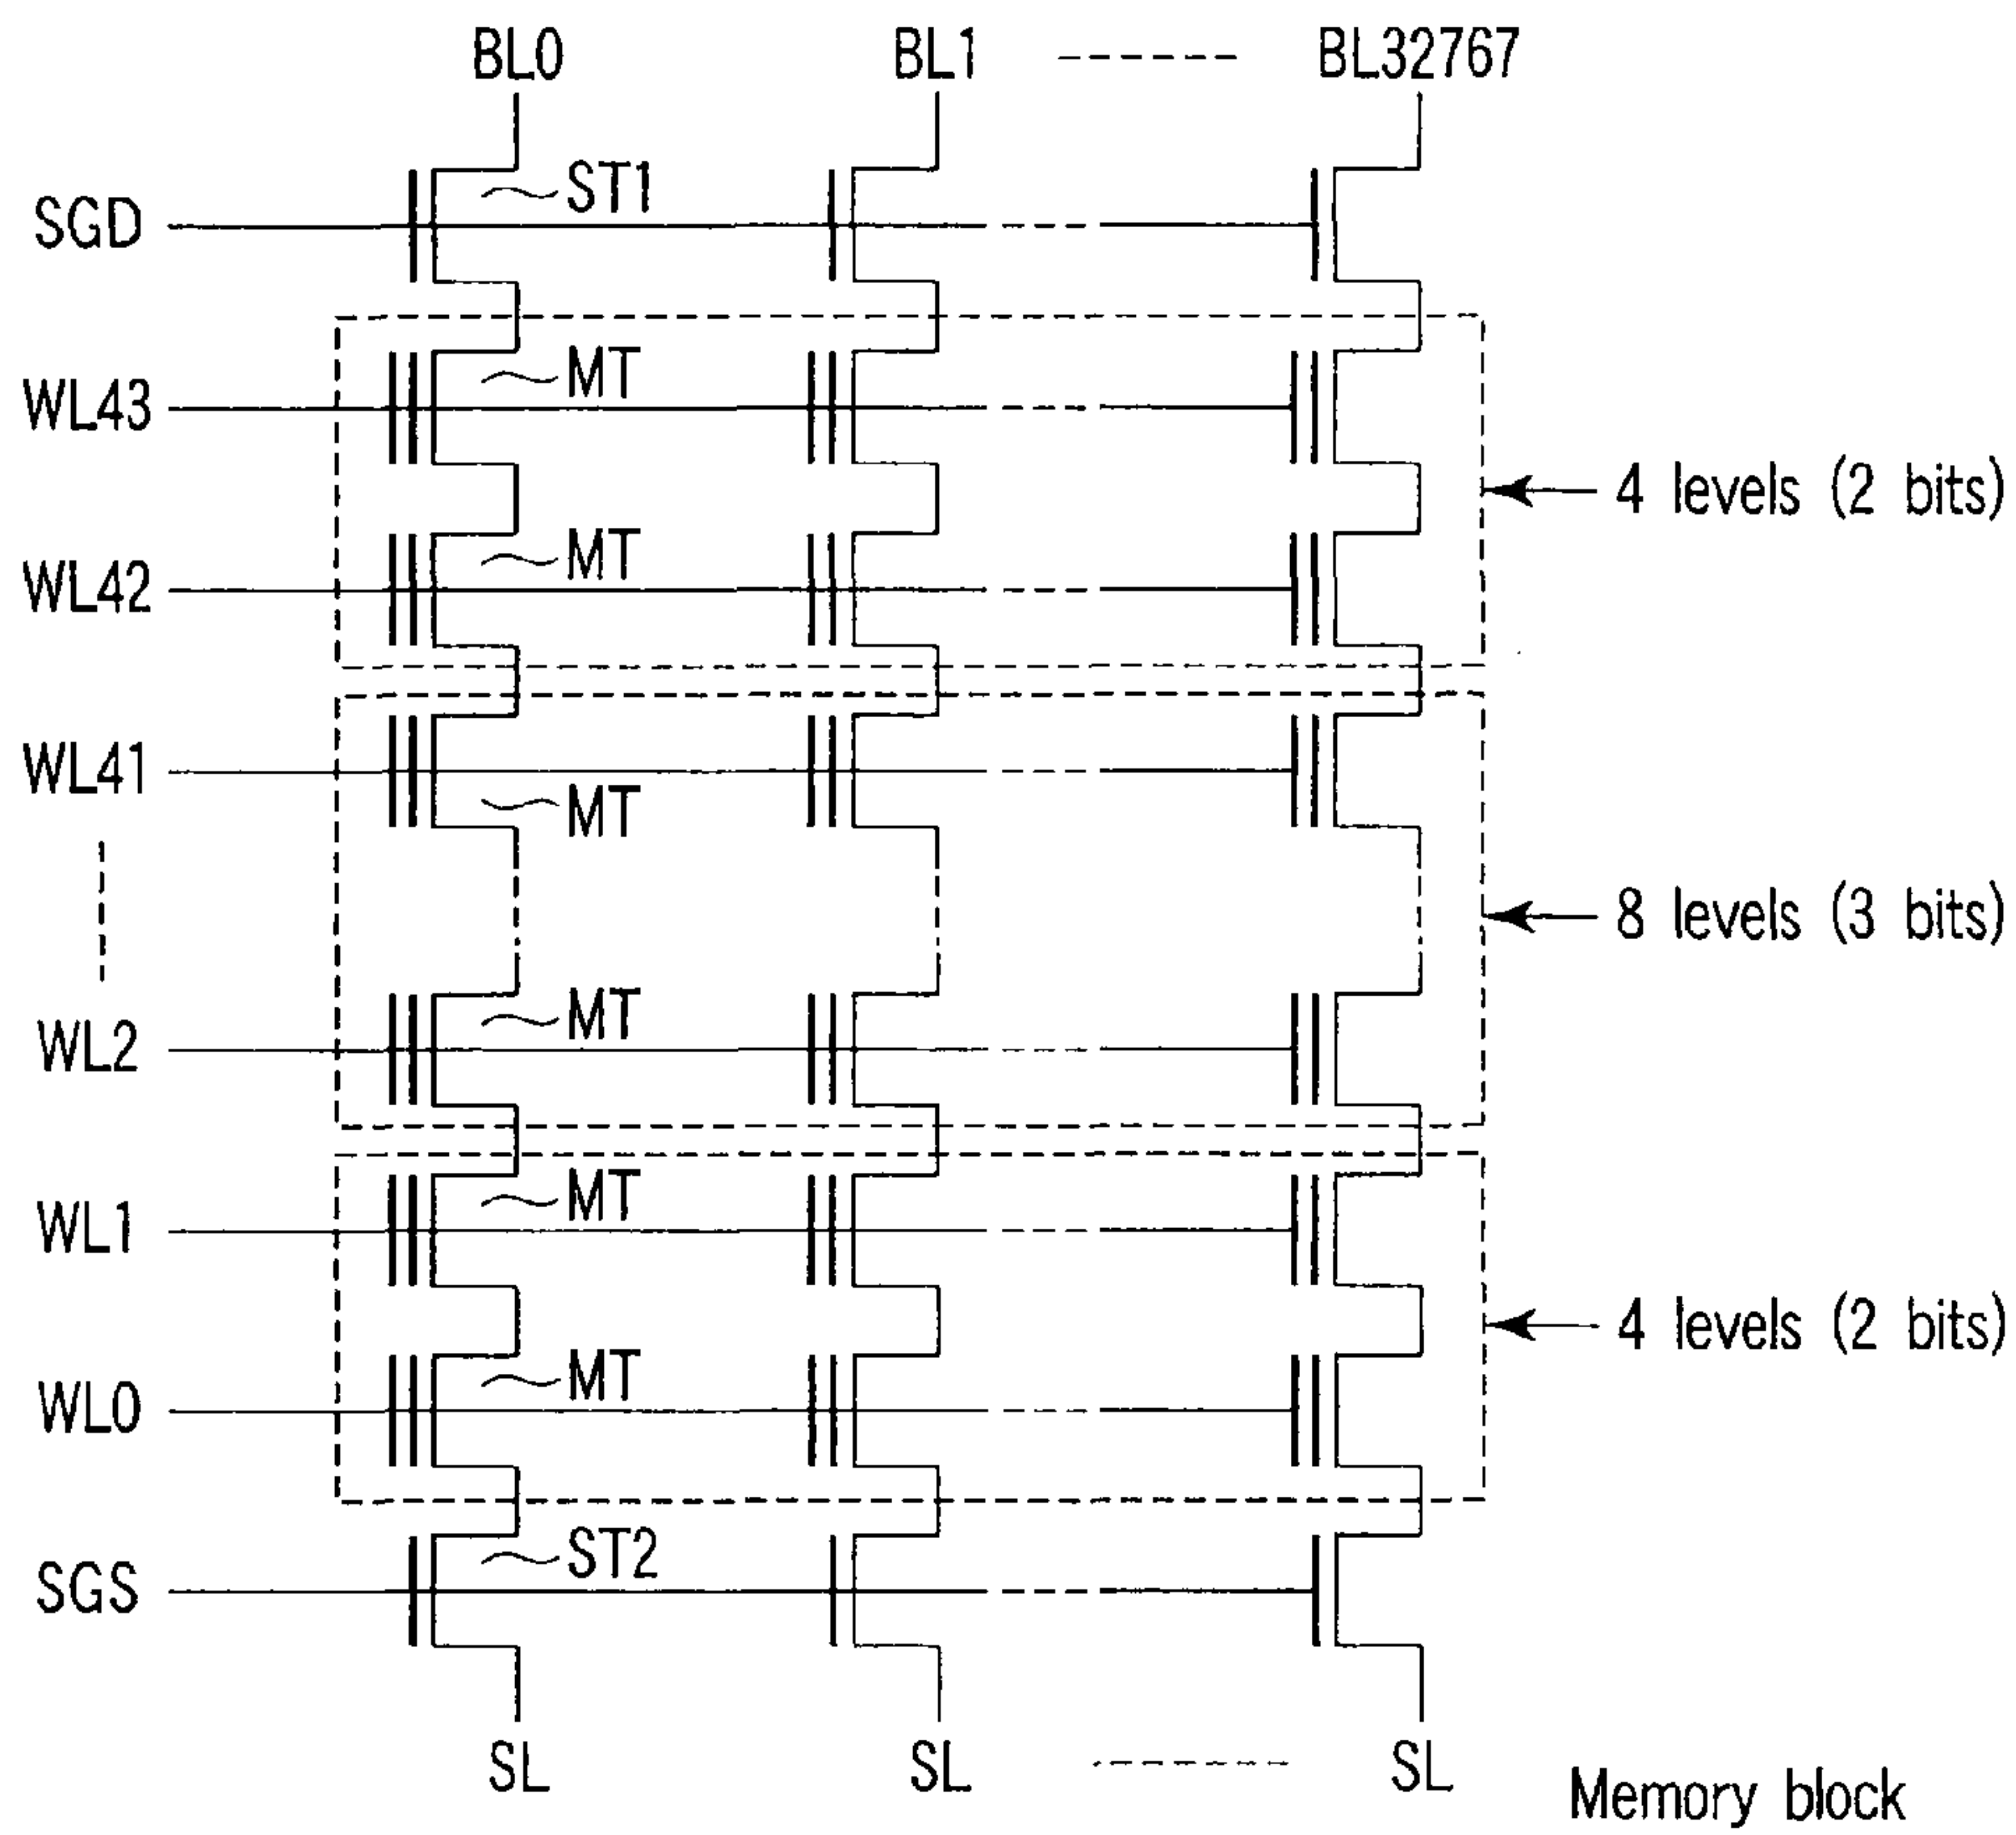 BL0 BL1 BL32767
SGD ST1
WL43 MT
4 levels (2 bits)
WL42 MT
WL41 MT
8 levels (3 bits)
WL2 MT
WL1 MT
4 levels (2 bits)
WL0 MT
SGS ST2
SL SL SL
Memory block